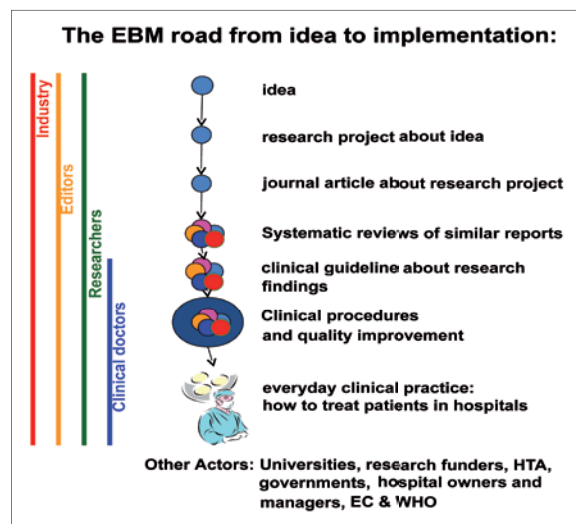 The EBM road from idea to implementation:
Industry
Editors
Researchers
Clinical doctors
idea
research project about idea
journal article about research project
Systematic reviews of similar reports
clinical guideline about research
findings
Clinical procedures
and quality improvement
everyday clinical practice:
how to treat patients in hospitals
Other Actors: Universities, research funders, HTA,
governments, hospital owners and
managers, EC & WHO